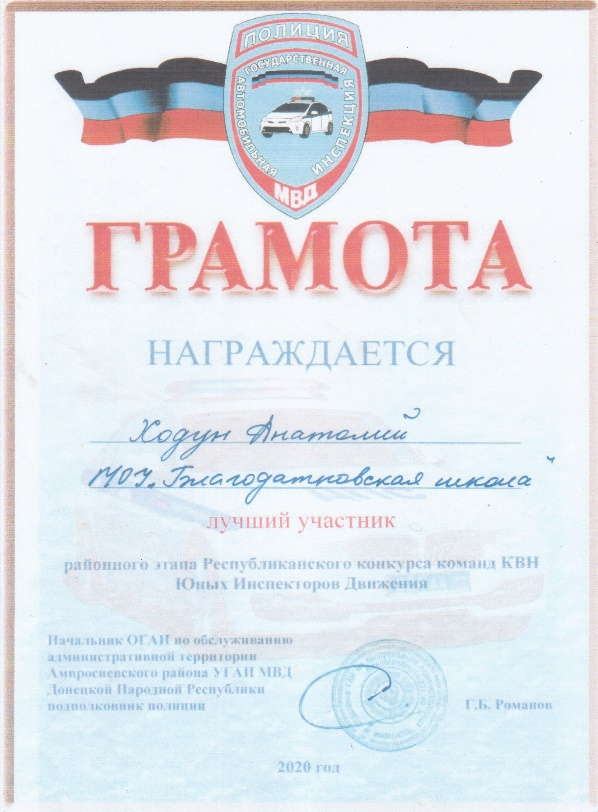 ПОЛИЦИЯ
ГОСУДАРСТВЕННАЯ
АВТОМОБИЛЬНАЯ
ИНСПЕКЦИЯ
МВД
ГРАМОТА
НАГРАЖДАЕТСЯ
Ходун Анатолий
МОУ „Благодатновская школа"
лучший участник
районного этапа Республиканского конкурса команд КВН
Юных Инспекторов Движения
Начальник ОГАИ по обслуживанию
административной территории
Амвросиевского района УГАИ МВД
Донецкой Народной Республики
подполковник полиции
Г.Б. Романов
2020 год